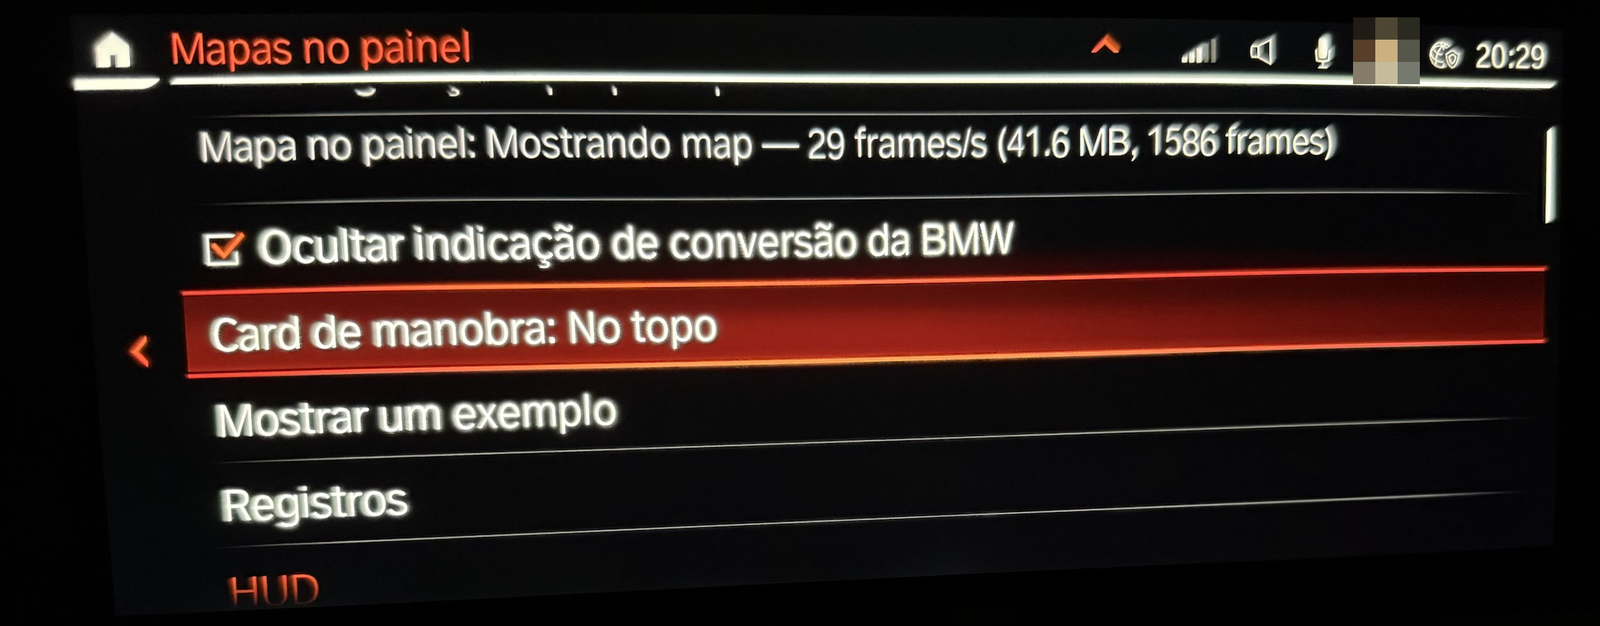 Mapas no painel
20:29
Mapa no painel: Mostrando map — 29 frames/s (41.6 MB, 1586 frames)
Ocultar indicação de conversão da BMW
Card de manobra: No topo
Mostrar um exemplo
Registros
HUD